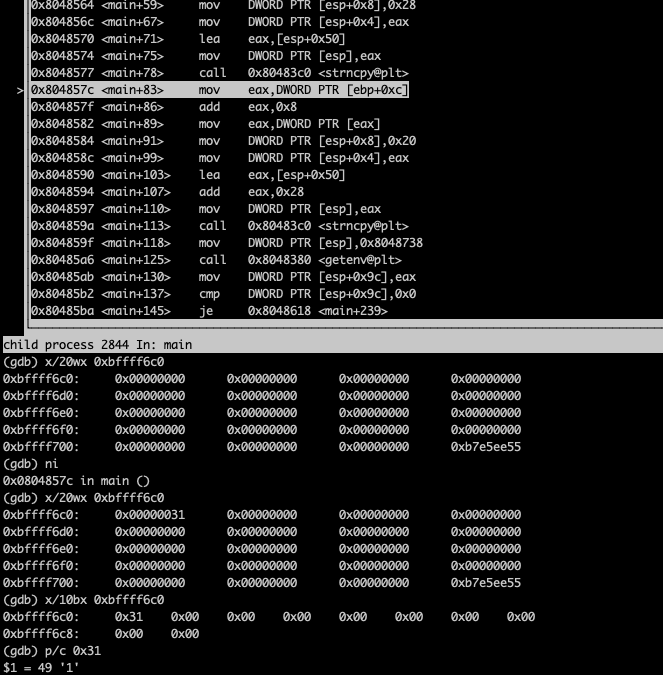 0x8048564 <main+59>     mov    DWORD PTR [esp+0x8],0x28
0x804856c <main+67>     mov    DWORD PTR [esp+0x4],eax
0x8048570 <main+71>     lea    eax,[esp+0x50]
0x8048574 <main+75>     mov    DWORD PTR [esp],eax
0x8048577 <main+78>     call   0x80483c0 <strncpy@plt>
>0x804857c <main+83>     mov    eax,DWORD PTR [ebp+0xc]
0x804857f <main+86>     add    eax,0x8
0x8048582 <main+89>     mov    DWORD PTR [eax]
0x8048584 <main+91>     mov    DWORD PTR [esp+0x8],0x20
0x804858c <main+99>     mov    DWORD PTR [esp+0x4],eax
0x8048590 <main+103>    lea    eax,[esp+0x50]
0x8048594 <main+107>    add    eax,0x28
0x8048597 <main+110>    mov    DWORD PTR [esp],eax
0x804859a <main+113>    call   0x80483c0 <strncpy@plt>
0x804859f <main+118>    mov    DWORD PTR [esp],0x8048738
0x80485a6 <main+125>    call   0x8048380 <getenv@plt>
0x80485ab <main+130>    mov    DWORD PTR [esp+0x9c],eax
0x80485b2 <main+137>    cmp    DWORD PTR [esp+0x9c],0x0
0x80485ba <main+145>    je     0x8048618 <main+239>
child process 2844 In: main
(gdb) x/20wx 0xbffff6c0
0xbffff6c0:     0x00000000      0x00000000      0x00000000      0x00000000
0xbffff6d0:     0x00000000      0x00000000      0x00000000      0x00000000
0xbffff6e0:     0x00000000      0x00000000      0x00000000      0x00000000
0xbffff6f0:     0x00000000      0x00000000      0x00000000      0x00000000
0xbffff700:     0x00000000      0x00000000      0x00000000      0xb7e5ee55
(gdb) ni
0x0804857c in main ()
(gdb) x/20wx 0xbffff6c0
0xbffff6c0:     0x00000031      0x00000000      0x00000000      0x00000000
0xbffff6d0:     0x00000000      0x00000000      0x00000000      0x00000000
0xbffff6e0:     0x00000000      0x00000000      0x00000000      0x00000000
0xbffff6f0:     0x00000000      0x00000000      0x00000000      0x00000000
0xbffff700:     0x00000000      0x00000000      0x00000000      0xb7e5ee55
(gdb) x/10bx 0xbffff6c0
0xbffff6c0:     0x31    0x00    0x00    0x00    0x00    0x00    0x00    0x00
0xbffff6c8:     0x00    0x00
(gdb) p/c 0x31
$1 = 49 '1'